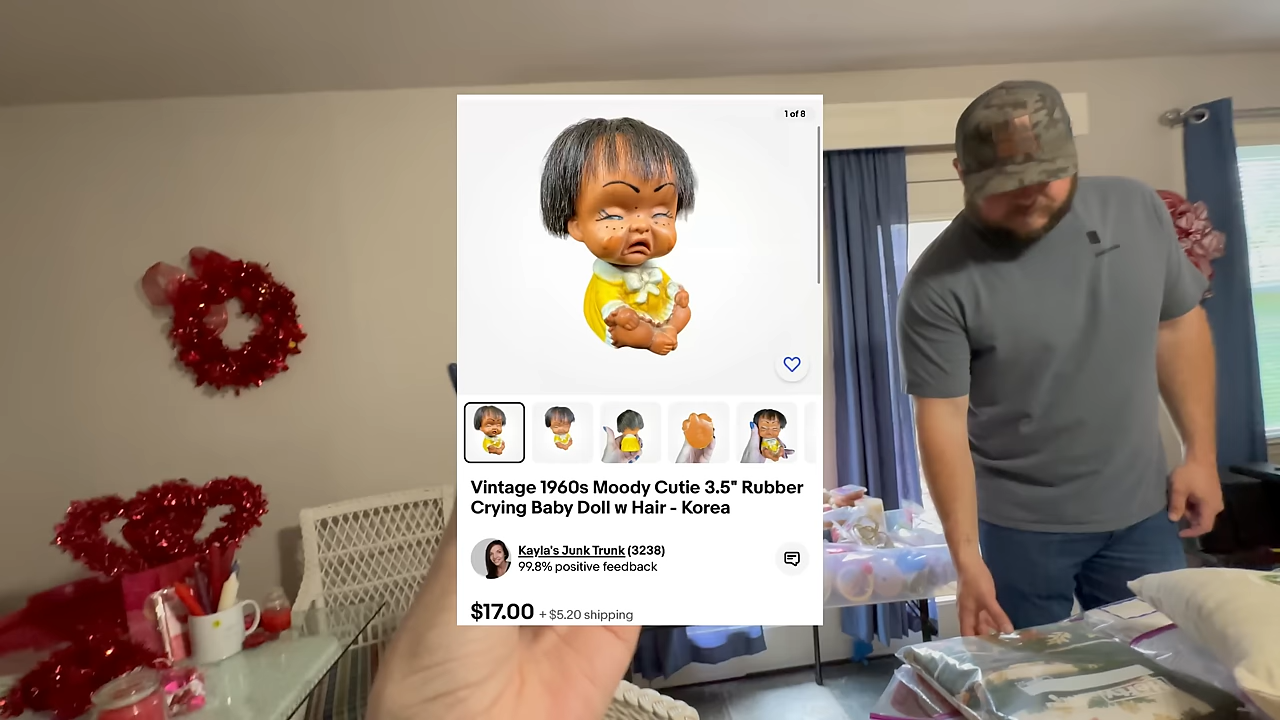 1 of 8
Vintage 1960s Moody Cutie 3.5" Rubber
Crying Baby Doll w Hair - Korea
Kayla's Junk Trunk (3238)
99.8% positive feedback
$17.00 + $5.20 shipping